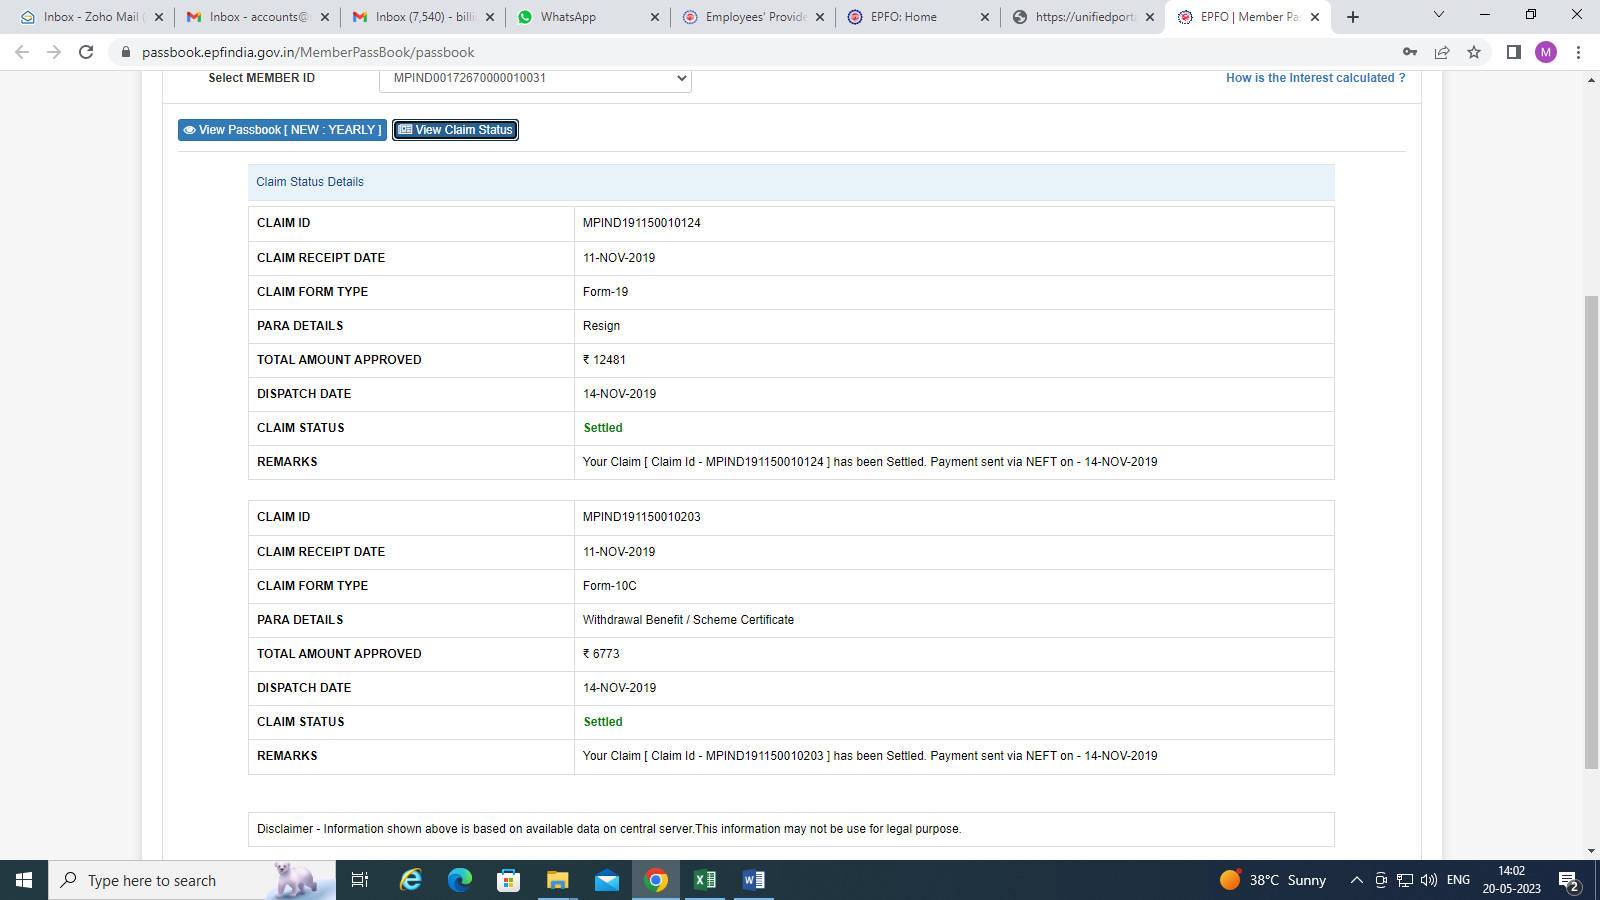 Inbox - Zoho Mail (
Inbox - accounts@
Inbox (7,540) - billi
WhatsApp
Employees' Provide
EPFO: Home
https://unifiedport
EPFO | Member Pa
passbook.epfindia.gov.in/MemberPassBook/passbook
M
Select MEMBER ID
MPIND00172670000010031
How is the Interest calculated ?
View Passbook [ NEW : YEARLY ]
View Claim Status
Claim Status Details
CLAIM ID MPIND191150010124
CLAIM RECEIPT DATE 11-NOV-2019
CLAIM FORM TYPE Form-19
PARA DETAILS Resign
TOTAL AMOUNT APPROVED ₹ 12481
DISPATCH DATE 14-NOV-2019
CLAIM STATUS Settled
REMARKS Your Claim [ Claim Id - MPIND191150010124 ] has been Settled. Payment sent via NEFT on - 14-NOV-2019
CLAIM ID MPIND191150010203
CLAIM RECEIPT DATE 11-NOV-2019
CLAIM FORM TYPE Form-10C
PARA DETAILS Withdrawal Benefit / Scheme Certificate
TOTAL AMOUNT APPROVED ₹ 6773
DISPATCH DATE 14-NOV-2019
CLAIM STATUS Settled
REMARKS Your Claim [ Claim Id - MPIND191150010203 ] has been Settled. Payment sent via NEFT on - 14-NOV-2019
Disclaimer - Information shown above is based on available data on central server.This information may not be use for legal purpose.
Type here to search
38°C Sunny
ENG
14:02
20-05-2023
2